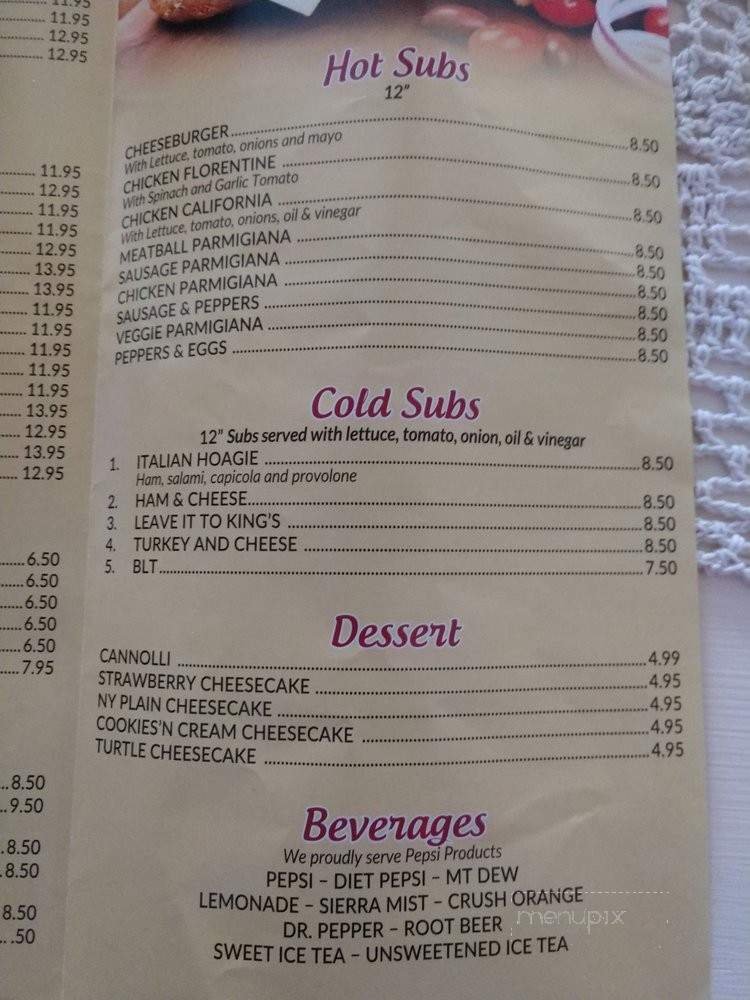 11.95
11.95
12.95
12.95
11.95
12.95
11.95
11.95
12.95
13.95
13.95
11.95
11.95
11.95
11.95
11.95
13.95
12.95
13.95
12.95
6.50
6.50
6.50
6.50
6.50
7.95
8.50
9.50
8.50
8.50
8.50
.50
Hot Subs
12"
CHEESEBURGER 8.50
With Lettuce, tomato, onions and mayo
CHICKEN FLORENTINE 8.50
With Spinach and Garlic Tomato
CHICKEN CALIFORNIA 8.50
With Lettuce, tomato, onions, oil & vinegar
MEATBALL PARMIGIANA 8.50
SAUSAGE PARMIGIANA 8.50
CHICKEN PARMIGIANA 8.50
SAUSAGE & PEPPERS 8.50
VEGGIE PARMIGIANA 8.50
PEPPERS & EGGS 8.50
Cold Subs
12" Subs served with lettuce, tomato, onion, oil & vinegar
1. ITALIAN HOAGIE 8.50
Ham, salami, capicola and provolone
2. HAM & CHEESE 8.50
3. LEAVE IT TO KING'S 8.50
4. TURKEY AND CHEESE 8.50
5. BLT 7.50
Dessert
CANNOLLI 4.99
STRAWBERRY CHEESECAKE 4.95
NY PLAIN CHEESECAKE 4.95
COOKIES'N CREAM CHEESECAKE 4.95
TURTLE CHEESECAKE 4.95
Beverages
We proudly serve Pepsi Products
PEPSI – DIET PEPSI – MT DEW
LEMONADE – SIERRA MIST – CRUSH ORANGE
DR. PEPPER – ROOT BEER
SWEET ICE TEA – UNSWEETENED ICE TEA
menupix